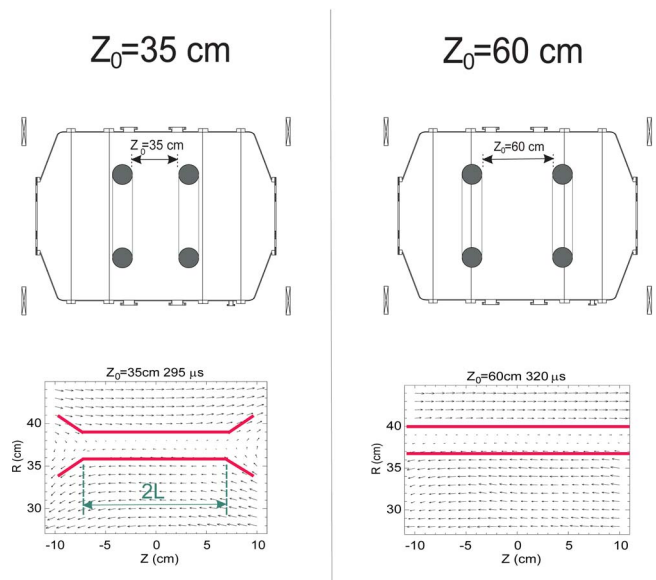 Z₀=35 cm
Z₀=35 cm
Z₀=35cm 295 μs
R (cm)
40
35
30
2L
-10 -5 0 5 10
Z (cm)
Z₀=60 cm
Z₀=60 cm
Z₀=60cm 320 μs
R (cm)
40
35
30
-10 -5 0 5 10
Z (cm)